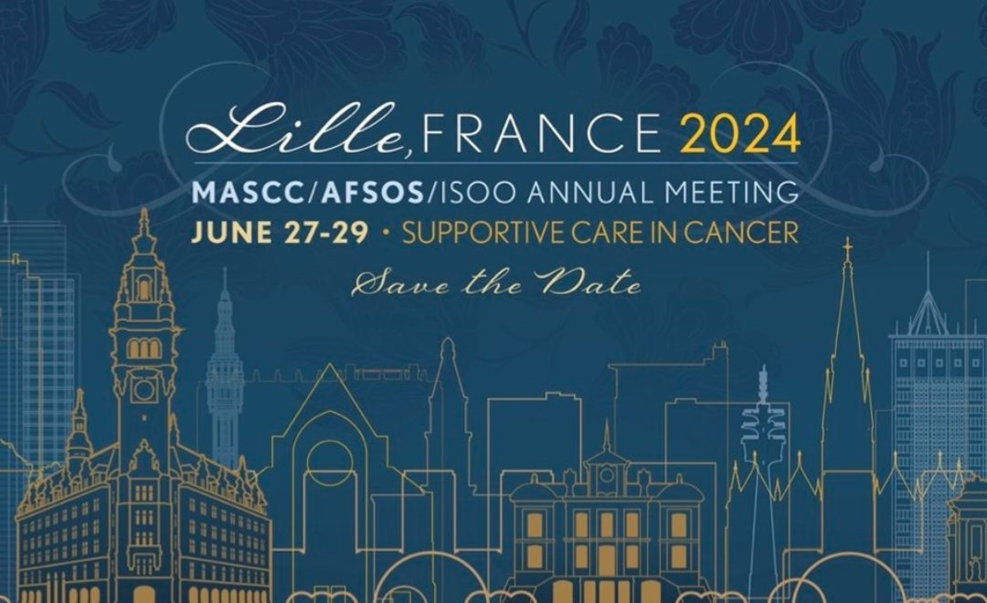 Lille, FRANCE 2024
MASCC/AFSOS/ISOO ANNUAL MEETING
JUNE 27-29 • SUPPORTIVE CARE IN CANCER
Save the Date